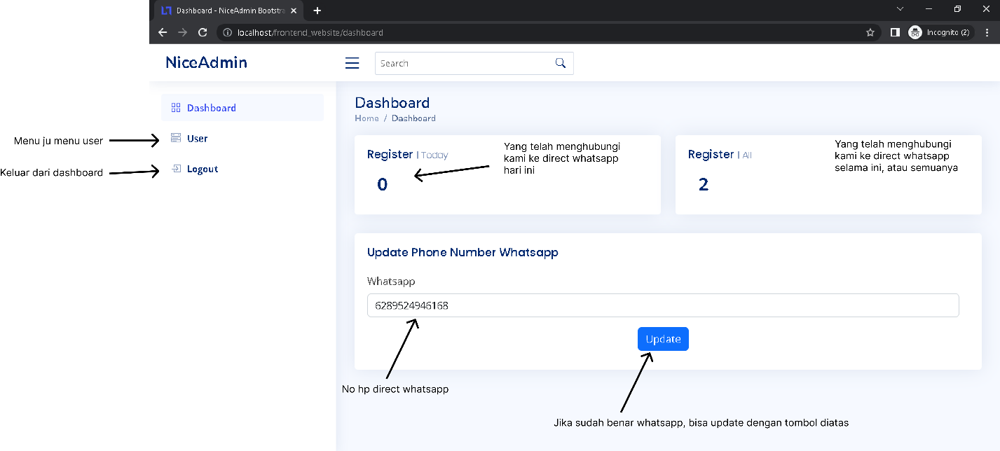 Dashboard - NiceAdmin Bootstra
localhost/frontend_website/dashboard
Incognito (2)
NiceAdmin
Search
Dashboard
User
Logout
Menu ju menu user
Keluar dari dashboard
Dashboard
Home / Dashboard
Register | Today
0
Yang telah menghubungi
kami ke direct whatsapp
hari ini
Register | All
2
Yang telah menghubungi
kami ke direct whatsapp
selama ini, atau semuanya
Update Phone Number Whatsapp
Whatsapp
6289524946168
Update
No hp direct whatsapp
Jika sudah benar whatsapp, bisa update dengan tombol diatas